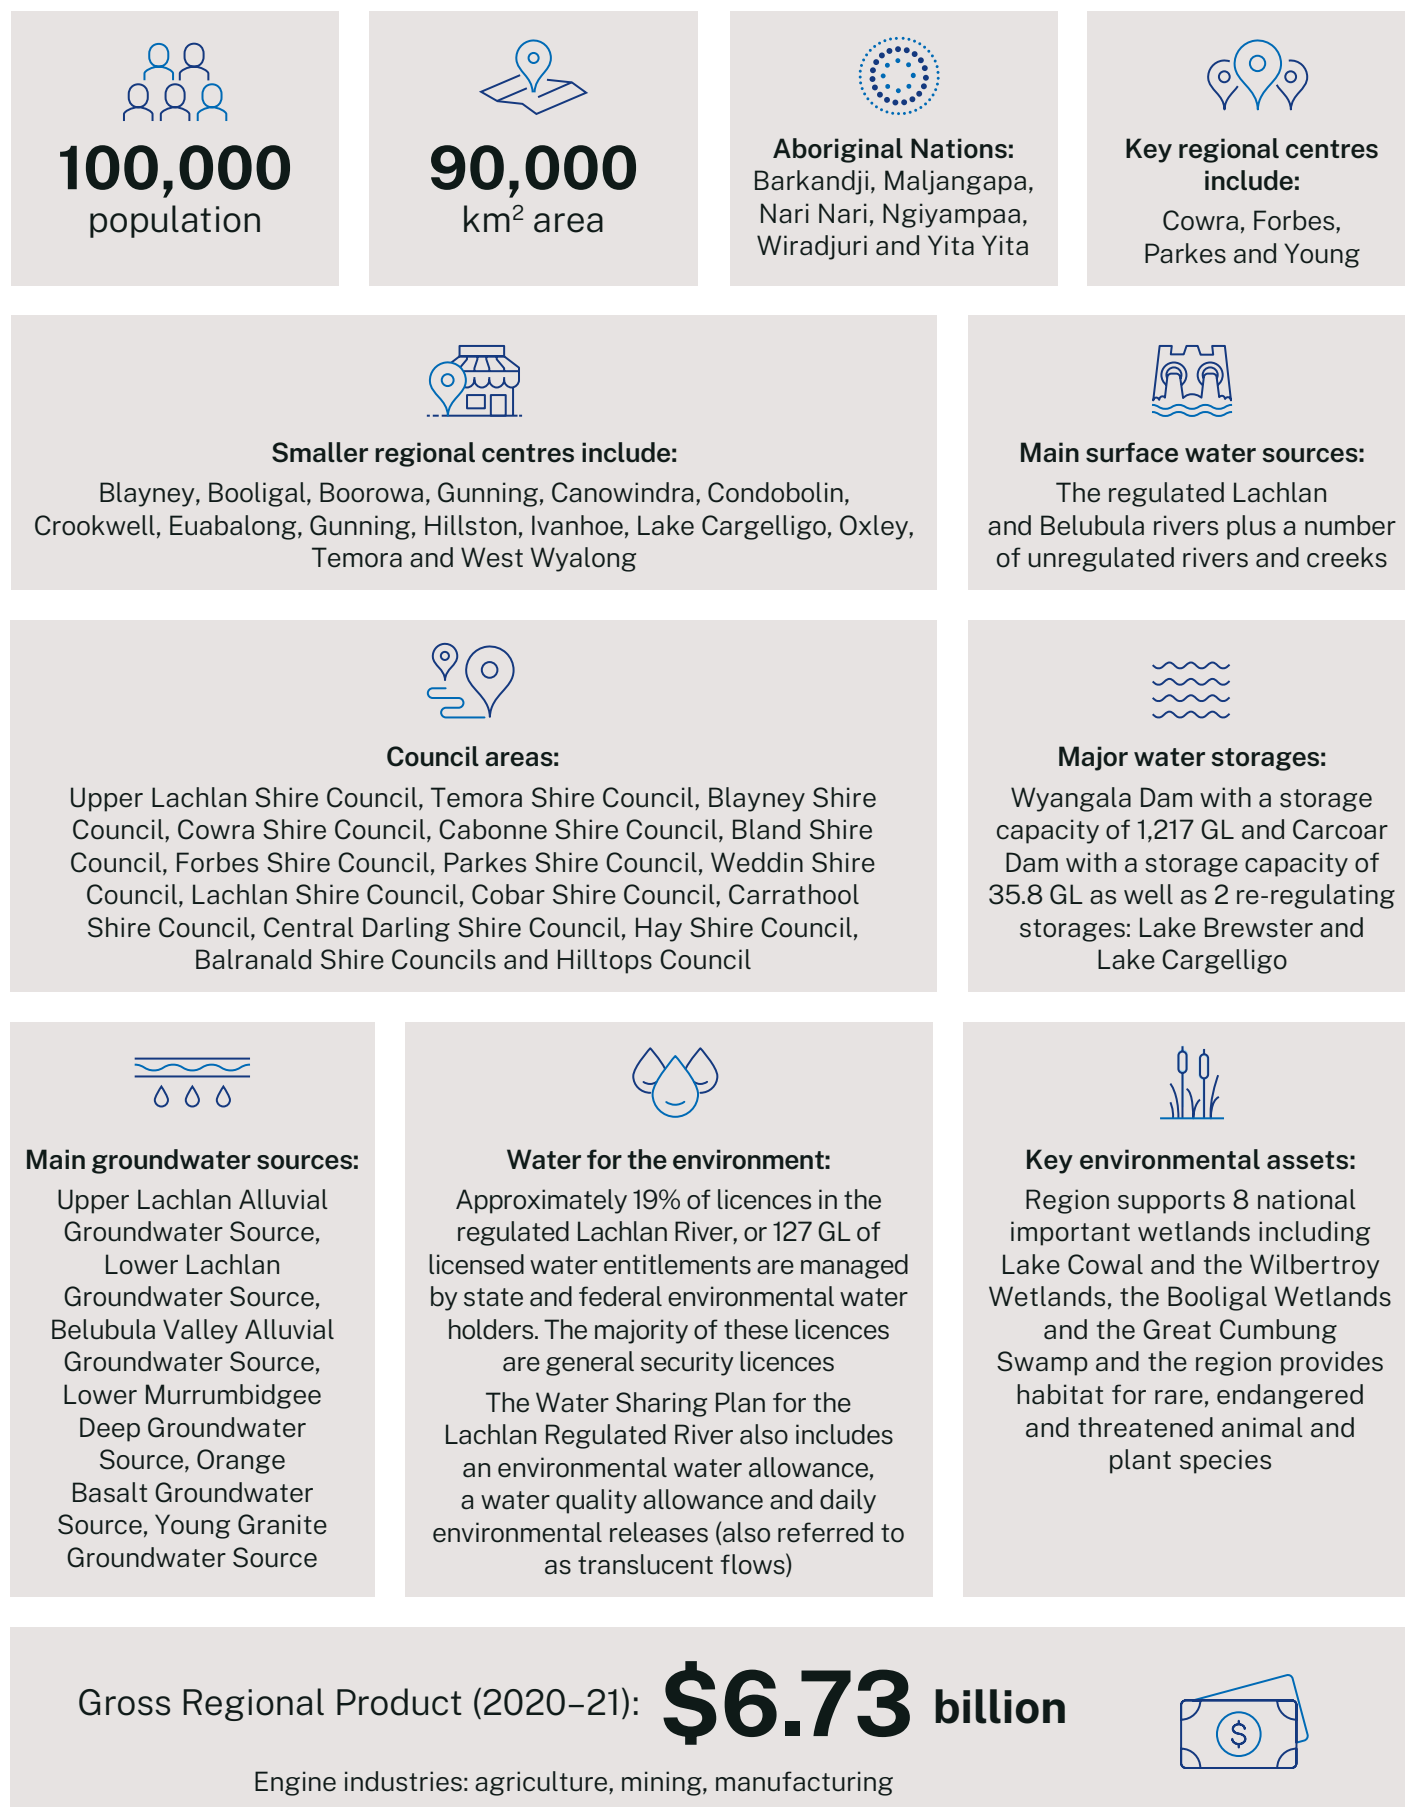 100,000
population
90,000
km² area
Aboriginal Nations:
Barkandji, Maljangapa,
Nari Nari, Ngiyampaa,
Wiradjuri and Yita Yita
Key regional centres
include:
Cowra, Forbes,
Parkes and Young
Smaller regional centres include:
Blayney, Booligal, Boorowa, Gunning, Canowindra, Condobolin,
Crookwell, Euabalong, Gunning, Hillston, Ivanhoe, Lake Cargelligo, Oxley,
Temora and West Wyalong
Main surface water sources:
The regulated Lachlan
and Belubula rivers plus a number
of unregulated rivers and creeks
Council areas:
Upper Lachlan Shire Council, Temora Shire Council, Blayney Shire
Council, Cowra Shire Council, Cabonne Shire Council, Bland Shire
Council, Forbes Shire Council, Parkes Shire Council, Weddin Shire
Council, Lachlan Shire Council, Cobar Shire Council, Carrathool
Shire Council, Central Darling Shire Council, Hay Shire Council,
Balranald Shire Councils and Hilltops Council
Major water storages:
Wyangala Dam with a storage
capacity of 1,217 GL and Carcoar
Dam with a storage capacity of
35.8 GL as well as 2 re-regulating
storages: Lake Brewster and
Lake Cargelligo
Main groundwater sources:
Upper Lachlan Alluvial
Groundwater Source,
Lower Lachlan
Groundwater Source,
Belubula Valley Alluvial
Groundwater Source,
Lower Murrumbidgee
Deep Groundwater
Source, Orange
Basalt Groundwater
Source, Young Granite
Groundwater Source
Water for the environment:
Approximately 19% of licences in the
regulated Lachlan River, or 127 GL of
licensed water entitlements are managed
by state and federal environmental water
holders. The majority of these licences
are general security licences
The Water Sharing Plan for the
Lachlan Regulated River also includes
an environmental water allowance,
a water quality allowance and daily
environmental releases (also referred to
as translucent flows)
Key environmental assets:
Region supports 8 national
important wetlands including
Lake Cowal and the Wilbertroy
Wetlands, the Booligal Wetlands
and the Great Cumbung
Swamp and the region provides
habitat for rare, endangered
and threatened animal and
plant species
Gross Regional Product (2020–21): $6.73 billion
$
Engine industries: agriculture, mining, manufacturing